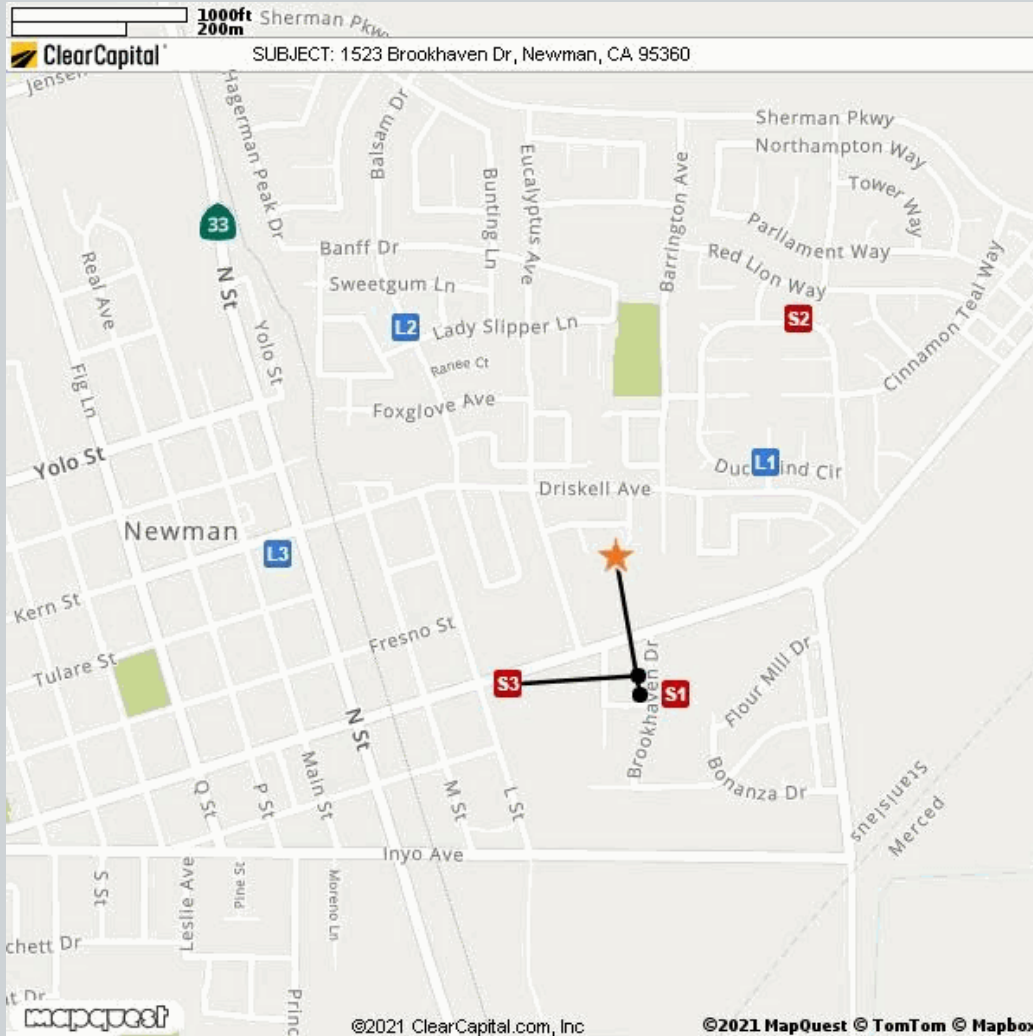 1000ft
200m
Sherman Pkwy
ClearCapital
SUBJECT: 1523 Brookhaven Dr, Newman, CA 95360
Hagerman Peak Dr
Balsam Dr
Bunting Ln
Eucalyptus Ave
Barrington Ave
Sherman Pkwy
Northampton Way
Tower Way
Parliament Way
Red Lion Way
Cinnamon Teal Way
33
N St
Real Ave
Yolo St
Banff Dr
Sweetgum Ln
L2
Lady Slipper Ln
S2
Ranee Ct
Fig Ln
Foxglove Ave
Yolo St
L1
Driskell Ave
Newman
L3
Kern St
Tulare St
Fresno St
S3
S1
Brookhaven Dr
Flour Mill Dr
Bonanza Dr
N St
Main St
P St
Q St
M St
L St
Stanislaus
Merced
Inyo Ave
S St
Leslie Ave
Pine St
Moreno Ln
chett Dr
Princ
mapquest
©2021 ClearCapital.com, Inc
©2021 MapQuest © TomTom © Mapbox